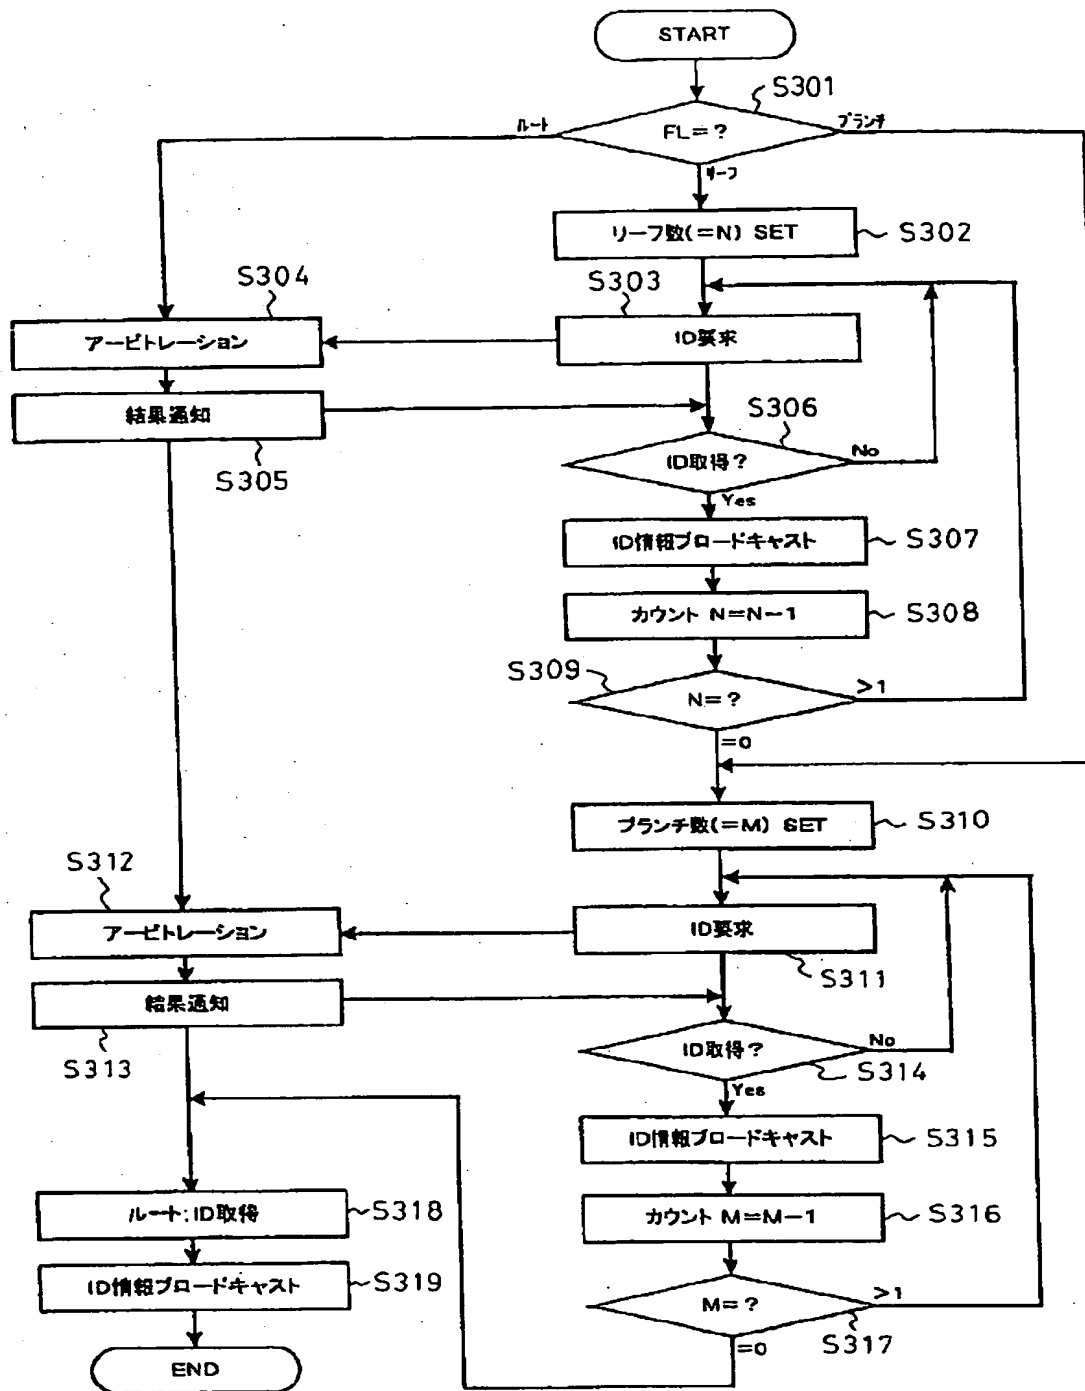 START
S301
FL=?
ルート
ブランチ
リーフ
リーフ数(=N) SET
S302
S303
S304
ID要求
アービトレーション
結果通知
S305
S306
ID取得?
No
Yes
ID情報ブロードキャスト
S307
カウント N=N-1
S308
S309
N=?
>1
=0
ブランチ数(=M) SET
S310
S312
アービトレーション
ID要求
S311
結果通知
S313
ID取得?
No
S314
Yes
ID情報ブロードキャスト
S315
カウント M=M-1
S316
ルート:ID取得
S318
ID情報ブロードキャスト
S319
M=?
>1
S317
=0
END